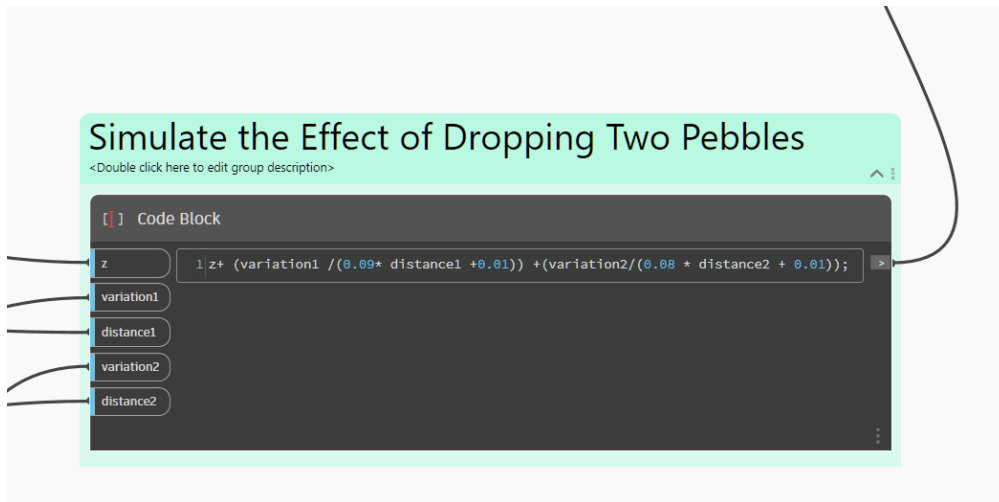 Simulate the Effect of Dropping Two Pebbles
<Double click here to edit group description>
[I] Code Block
z
1 z+ (variation1 /(0.09* distance1 +0.01)) +(variation2/(0.08 * distance2 + 0.01));
>
variation1
distance1
variation2
distance2